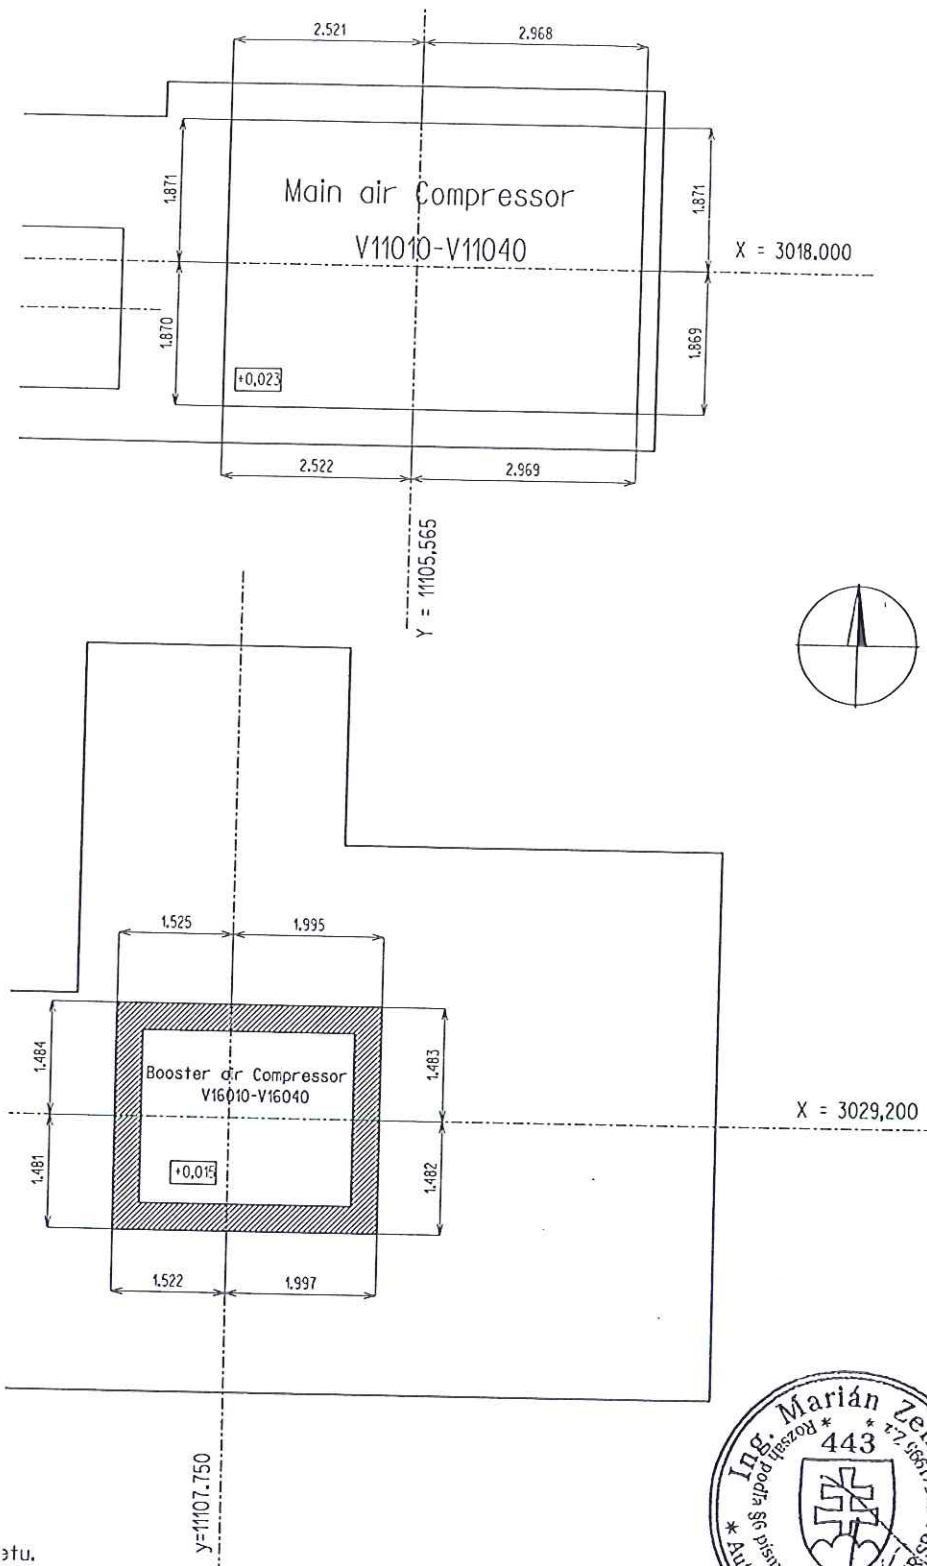 2.521
2.968
1.871
1.871
Main air Compressor
V11010-V11040
X = 3018.000
1.870
1.869
+0,023
2.522
2.969
Y = 11105,565
1.525
1.995
1.484
1.483
Booster air Compressor
V16010-V16040
X = 3029,200
1.481
1.482
+0,015
1.522
1.997
y=11107.750
Ing. Marián
* Rozsah podľa §6
443